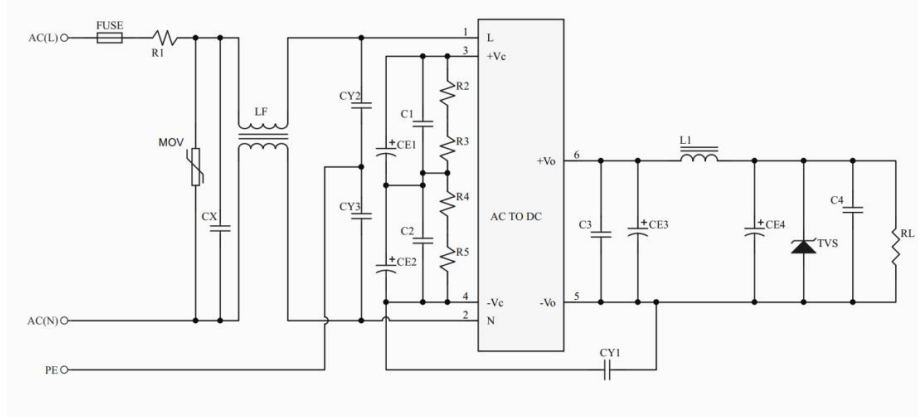 FUSE
AC(L)
R1
1
L
3
+Vc
LF
CY2
R2
C1
MOV
+CE1
R3
L1
6
+Vo
CX
CY3
R4
AC TO DC
C2
C3
+CE3
+CE4
TVS
C4
RL
+CE2
R5
4
-Vc
-Vo
5
AC(N)
2
N
CY1
PE